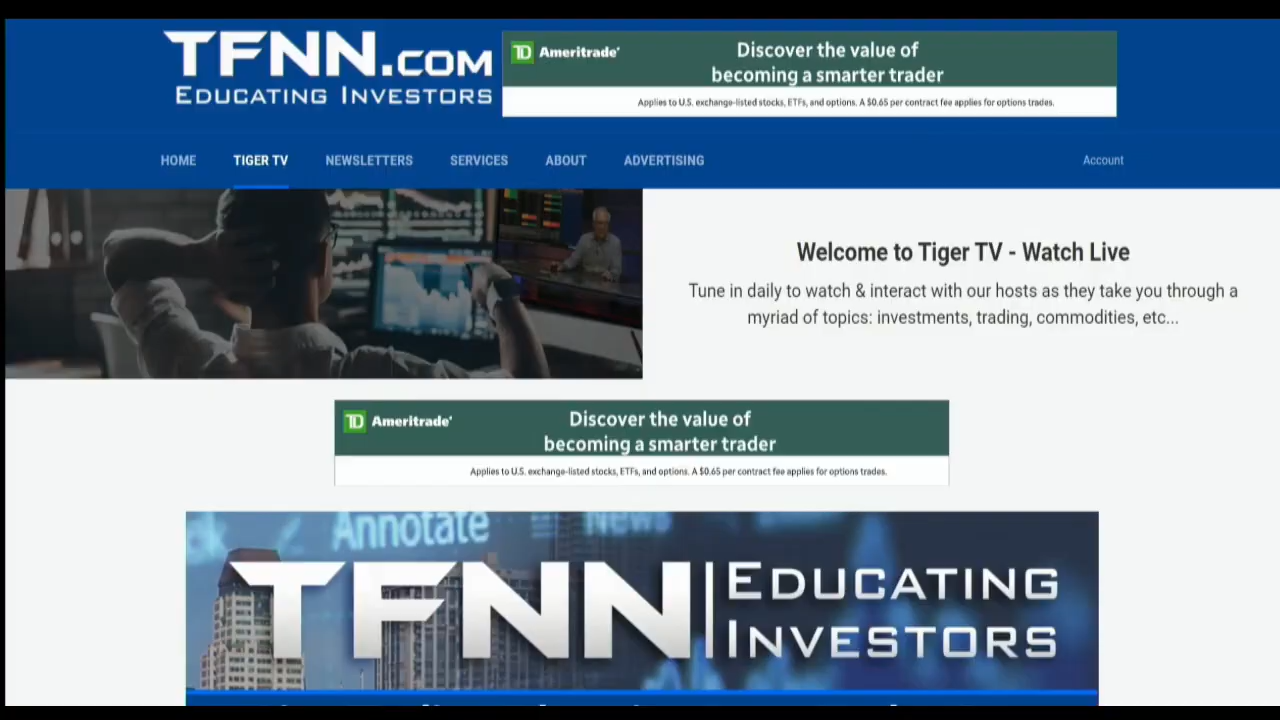 TFNN.COM
EDUCATING INVESTORS
TD Ameritrade
Discover the value of
becoming a smarter trader
Applies to U.S. exchange-listed stocks, ETFs, and options. A $0.65 per contract fee applies for options trades.
HOME TIGER TV NEWSLETTERS SERVICES ABOUT ADVERTISING Account
Welcome to Tiger TV - Watch Live
Tune in daily to watch & interact with our hosts as they take you through a
myriad of topics: investments, trading, commodities, etc...
TD Ameritrade
Discover the value of
becoming a smarter trader
Applies to U.S. exchange-listed stocks, ETFs, and options. A $0.65 per contract fee applies for options trades.
Annotate News
TFNN EDUCATING
INVESTORS